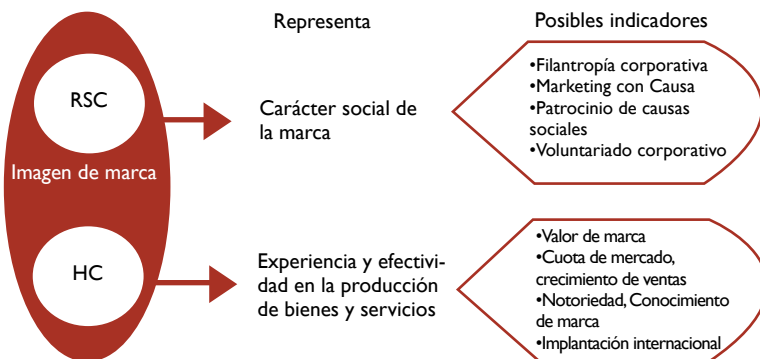 Representa
Posibles indicadores
RSC
Imagen de marca
HC
Carácter social de
la marca
•Filantropía corporativa
•Marketing con Causa
•Patrocinio de causas
sociales
•Voluntariado corporativo
Experiencia y efectivi-
dad en la producción
de bienes y servicios
•Valor de marca
•Cuota de mercado,
crecimiento de ventas
•Notoriedad, Conocimiento
de marca
•Implantación internacional